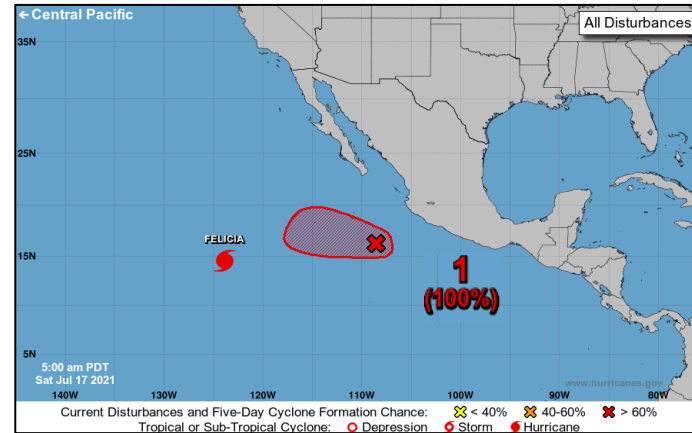 ←Central Pacific
All Disturbances
35N
25N
FELICIA
15N
1
(100%)
5N
5:00 am PDT
Sat Jul 17 2021
www.hurricanes.gov
140W 130W 120W 110W 100W 90W 80W
Current Disturbances and Five-Day Cyclone Formation Chance: < 40% 40-60% > 60%
Tropical or Sub-Tropical Cyclone: Depression Storm Hurricane